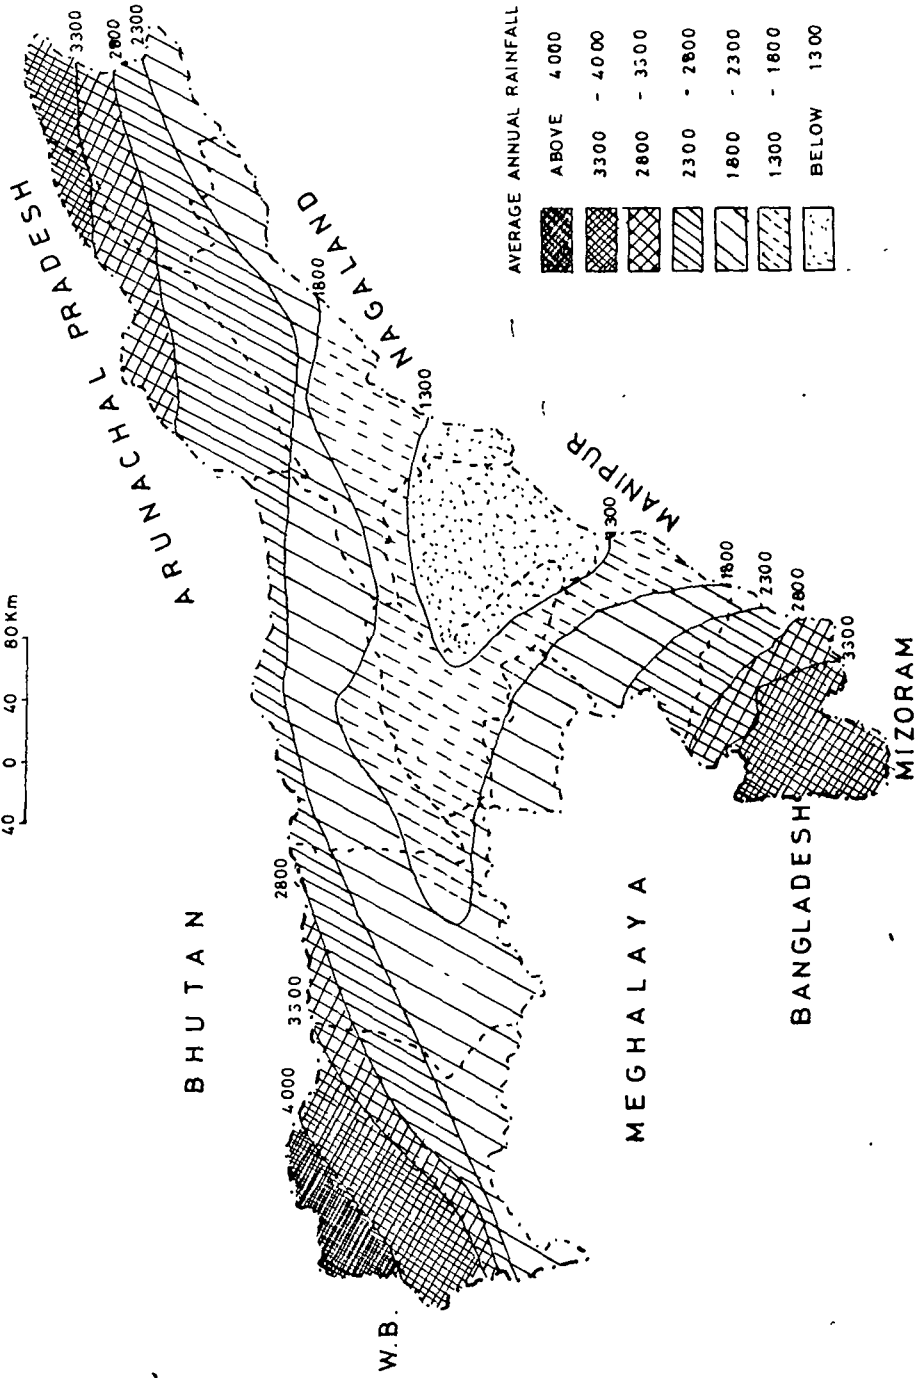 40 0 40 80 Km
ARUNACHAL PRADESH
3300
2800
2300
BHUTAN
4000
3300
2800
1800
NAGALAND
1300
MANIPUR
1300
1800
2300
2800
3300
W.B.
MEGHALAYA
BANGLADESH
MIZORAM
AVERAGE ANNUAL RAINFALL
ABOVE 4000
3300 - 4000
2800 - 3300
2300 - 2800
1800 - 2300
1300 - 1800
BELOW 1300